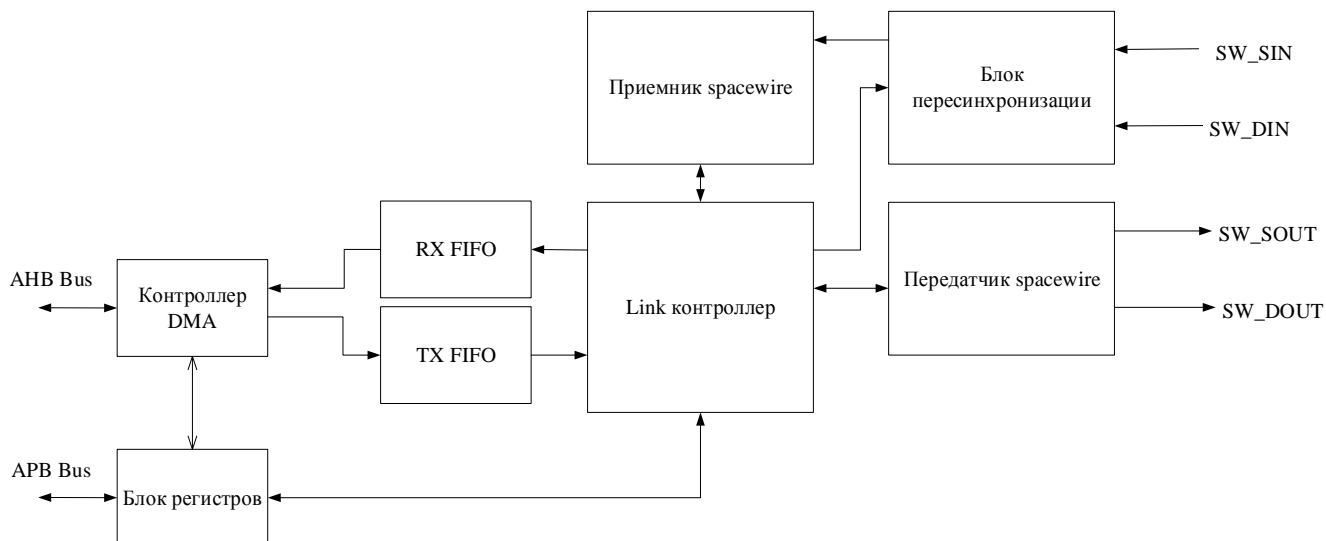 Приемник spacewire
Блок
пересинхронизации
SW_SIN
SW_DIN
RX FIFO
TX FIFO
Link контроллер
Передатчик spacewire
SW_SOUT
SW_DOUT
AHB Bus
Контроллер
DMA
APB Bus
Блок регистров